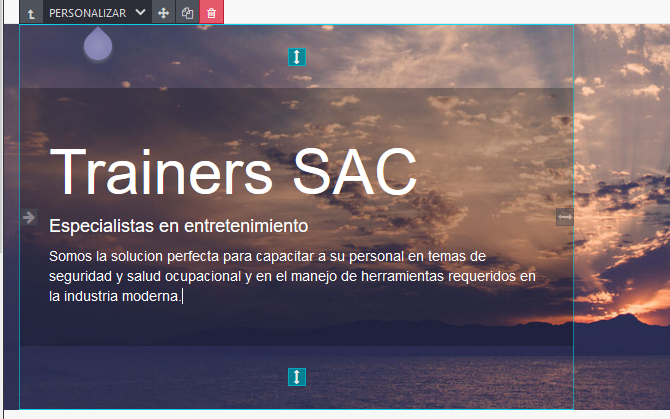 PERSONALIZAR
Trainers SAC
Especialistas en entretenimiento
Somos la solucion perfecta para capacitar a su personal en temas de
seguridad y salud ocupacional y en el manejo de herramientas requeridos en
la industria moderna.